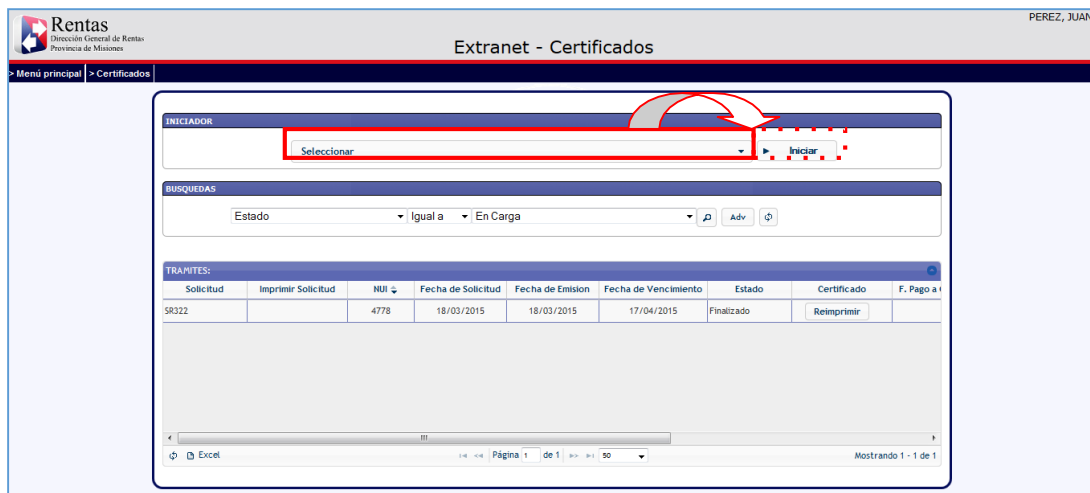 PEREZ, JUAN
Rentas
Dirección General de Rentas
Provincia de Misiones
Extranet - Certificados
> Menú principal > Certificados
INICIADOR
Seleccionar Iniciar
BUSQUEDAS
Estado Igual a En Carga Adv
TRAMITES:
Solicitud Imprimir Solicitud NUI Fecha de Solicitud Fecha de Emision Fecha de Vencimiento Estado Certificado F. Pago a
SR322 4778 18/03/2015 18/03/2015 17/04/2015 Finalizado Reimprimir
Excel Página 1 de 1 50 Mostrando 1 - 1 de 1